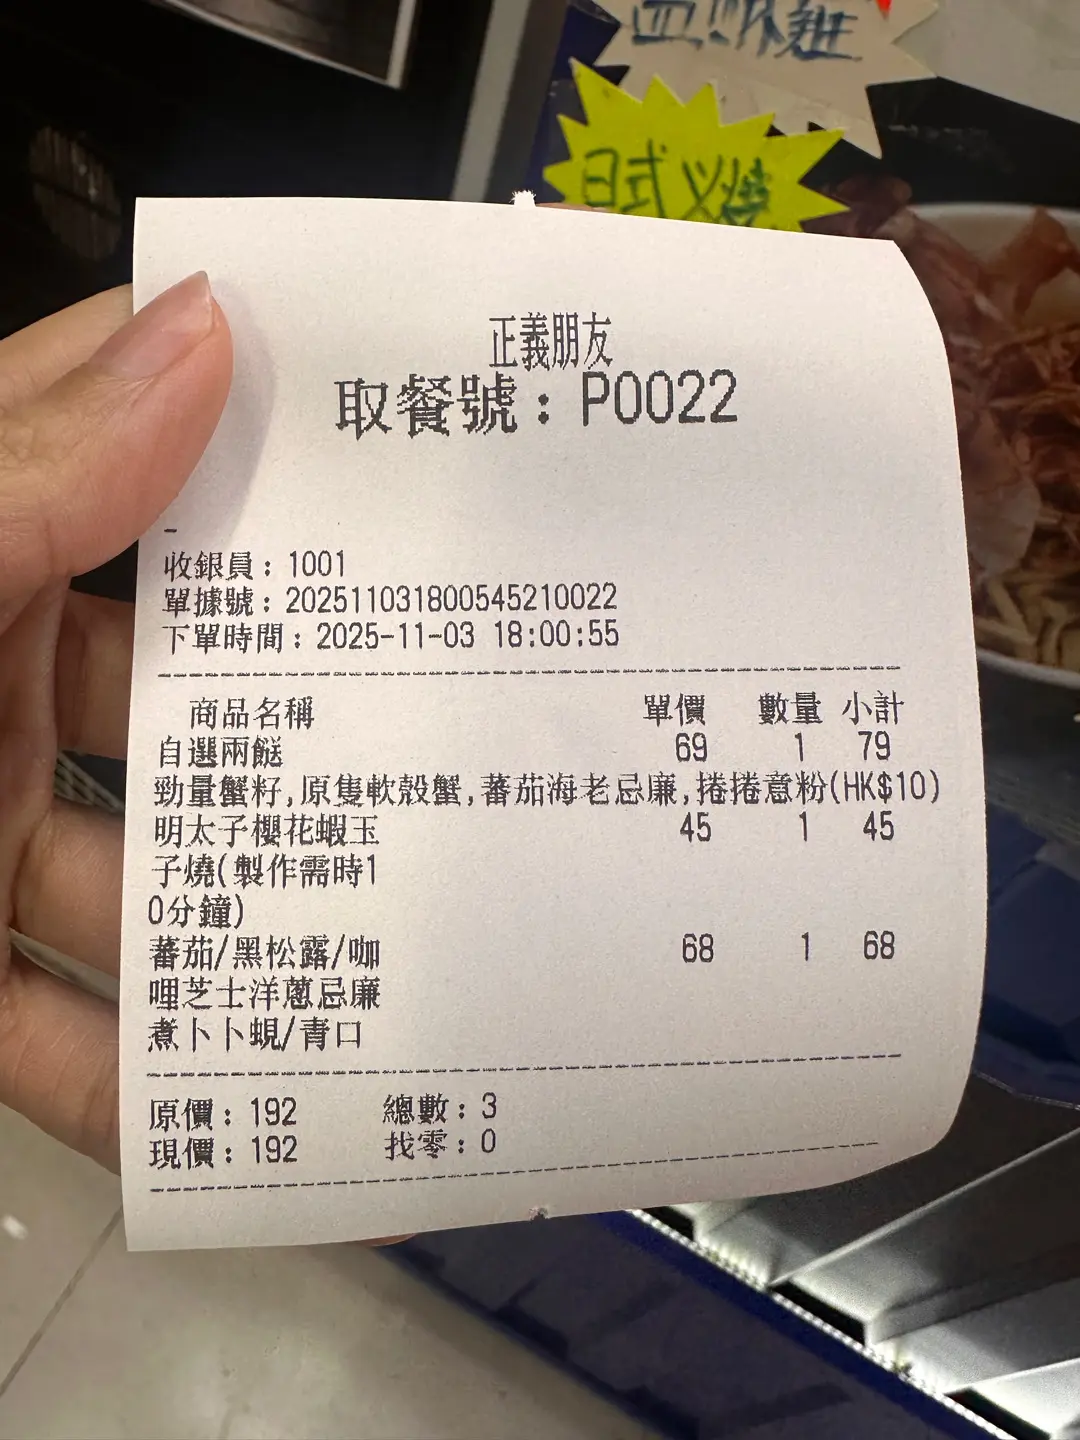 日式叉燒
正義朋友
取餐號：P0022
-
收銀員：1001
單據號：202511031800545210022
下單時間：2025-11-03 18:00:55
商品名稱 單價 數量 小計
自選兩餸 69 1 79
勁量蟹籽,原隻軟殼蟹,蕃茄海老忌廉,捲捲意粉(HK$10)
明太子櫻花蝦玉 45 1 45
子燒(製作需時1
0分鐘)
蕃茄/黑松露/咖 68 1 68
哩芝士洋蔥忌廉
煮卜卜蜆/青口
原價：192 總數：3
現價：192 找零：0